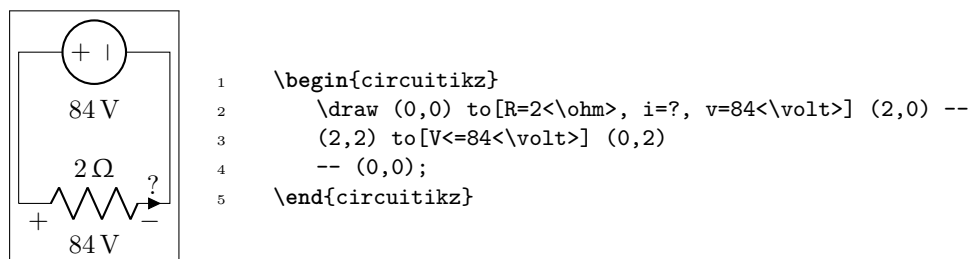 + −
84 V
2 Ω
?
+ −
84 V
1 \begin{circuitikz}
2 \draw (0,0) to[R=2<\ohm>, i=?, v=84<\volt>] (2,0) --
3 (2,2) to[V<=84<\volt>] (0,2)
4 -- (0,0);
5 \end{circuitikz}